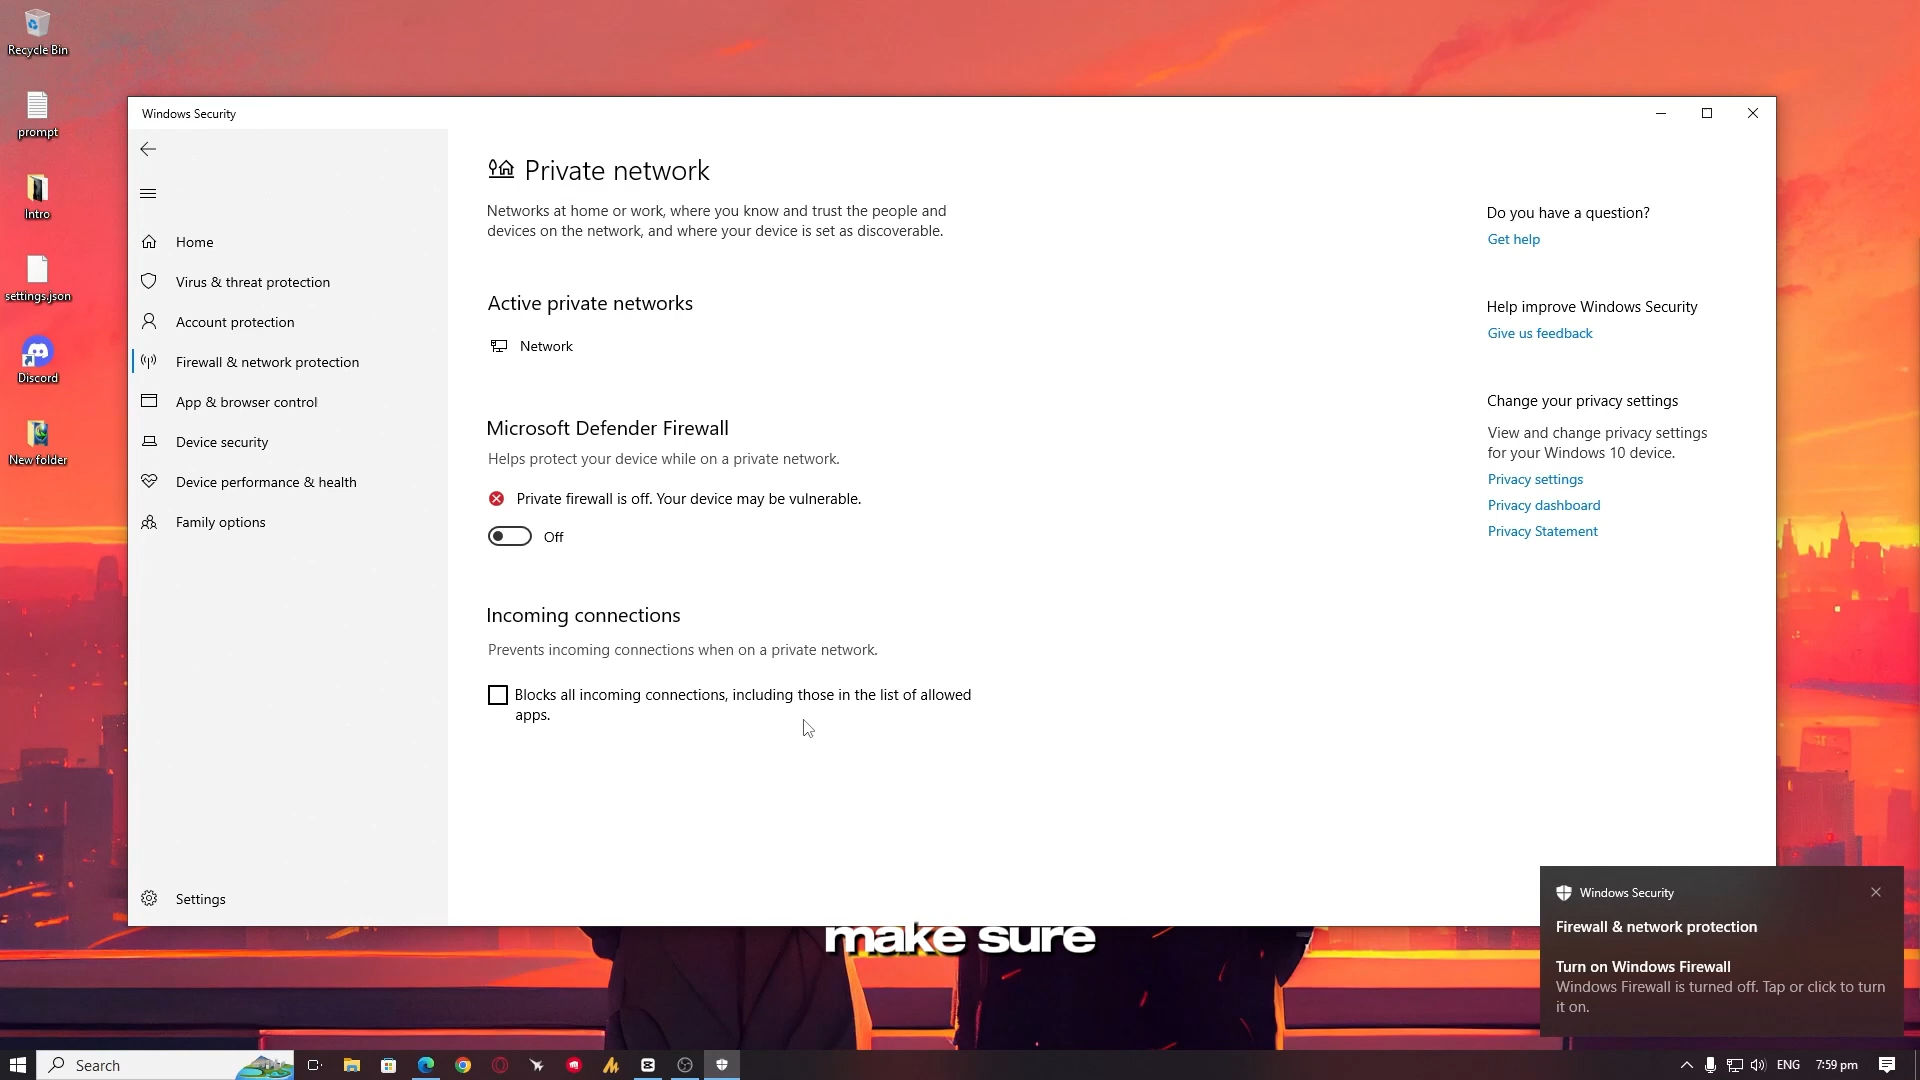 Recycle Bin
prompt
Intro
settings.json
Discord
New folder
Windows Security
Home
Virus & threat protection
Account protection
Firewall & network protection
App & browser control
Device security
Device performance & health
Family options
Settings
Private network
Networks at home or work, where you know and trust the people and
devices on the network, and where your device is set as discoverable.
Active private networks
Network
Microsoft Defender Firewall
Helps protect your device while on a private network.
Private firewall is off. Your device may be vulnerable.
Off
Incoming connections
Prevents incoming connections when on a private network.
Blocks all incoming connections, including those in the list of allowed
apps.
Do you have a question?
Get help
Help improve Windows Security
Give us feedback
Change your privacy settings
View and change privacy settings
for your Windows 10 device.
Privacy settings
Privacy dashboard
Privacy Statement
make sure
Windows Security
Firewall & network protection
Turn on Windows Firewall
Windows Firewall is turned off. Tap or click to turn
it on.
Search
ENG
7:59 pm